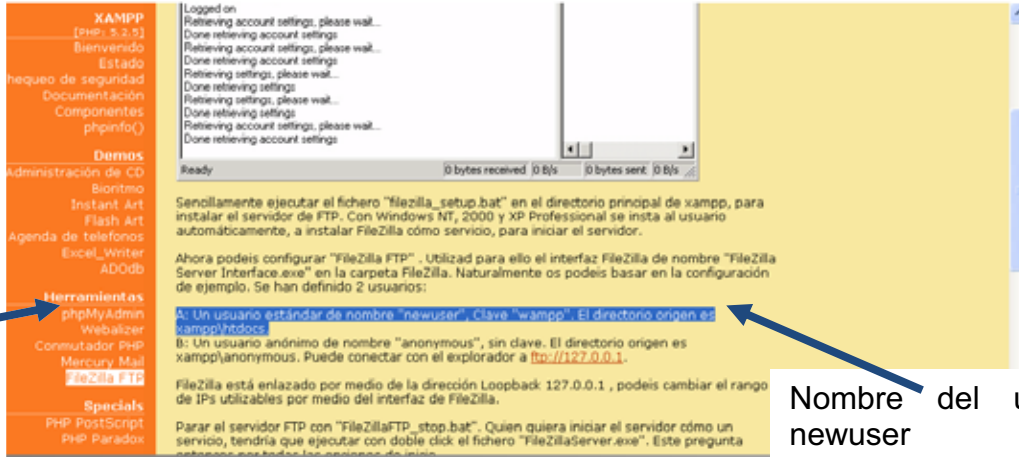 XAMPP
[PHP: 5.2.5]
Bienvenido
Estado
hequeo de seguridad
Documentación
Componentes
phpinfo()
Demos
Administración de CD
Bioritmo
Instant Art
Flash Art
Agenda de telefonos
Excel_Writer
ADOdb
Herramientas
phpMyAdmin
Webalizer
Conmutador PHP
Mercury Mail
FileZilla FTP
Specials
PHP PostScript
PHP Paradox
Logged on
Retrieving account settings, please wait...
Done retrieving account settings
Retrieving account settings, please wait...
Done retrieving account settings
Retrieving settings, please wait...
Done retrieving settings
Retrieving settings, please wait...
Done retrieving settings
Retrieving account settings, please wait...
Done retrieving account settings
Ready 0 bytes received 0 B/s 0 bytes sent 0 B/s
Sencillamente ejecutar el fichero "filezilla_setup.bat" en el directorio principal de xampp, para
instalar el servidor de FTP. Con Windows NT, 2000 y XP Professional se insta al usuario
automáticamente, a instalar FileZilla cómo servicio, para iniciar el servidor.
Ahora podeis configurar "FileZilla FTP" . Utilizad para ello el interfaz FileZilla de nombre "FileZilla
Server Interface.exe" en la carpeta FileZilla. Naturalmente os podeis basar en la configuración
de ejemplo. Se han definido 2 usuarios:
A: Un usuario estándar de nombre "newuser", Clave "wampp". El directorio origen es
xampp\htdocs.
B: Un usuario anónimo de nombre "anonymous", sin clave. El directorio origen es
xampp\anonymous. Puede conectar con el explorador a ftp://127.0.0.1.
FileZilla está enlazado por medio de la dirección Loopback 127.0.0.1 , podeis cambiar el rango
de IPs utilizables por medio del interfaz de FileZilla.
Parar el servidor FTP con "FileZillaFTP_stop.bat". Quien quiera iniciar el servidor cómo un
servicio, tendría que ejecutar con doble click el fichero "FileZillaServer.exe". Este pregunta
entonces por todas las opciones de inicio.
Nombre del u
newuser